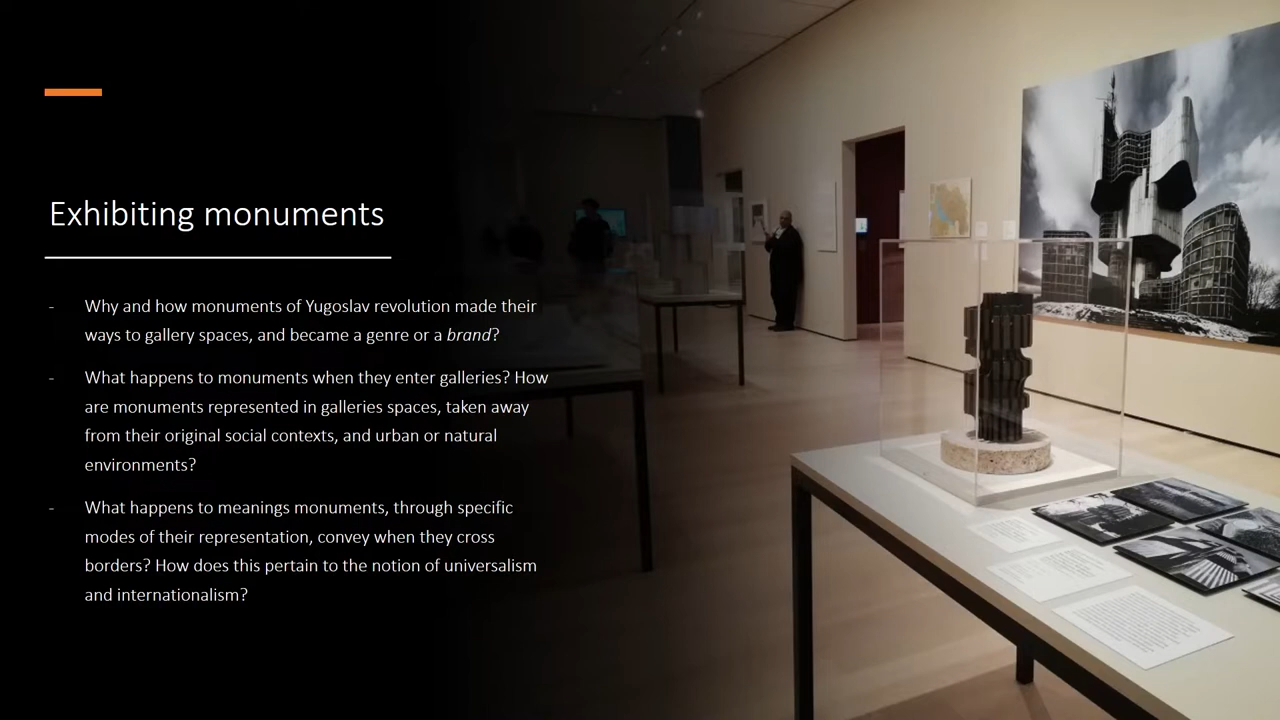 Exhibiting monuments
- Why and how monuments of Yugoslav revolution made their
ways to gallery spaces, and became a genre or a brand?
- What happens to monuments when they enter galleries? How
are monuments represented in galleries spaces, taken away
from their original social contexts, and urban or natural
environments?
- What happens to meanings monuments, through specific
modes of their representation, convey when they cross
borders? How does this pertain to the notion of universalism
and internationalism?